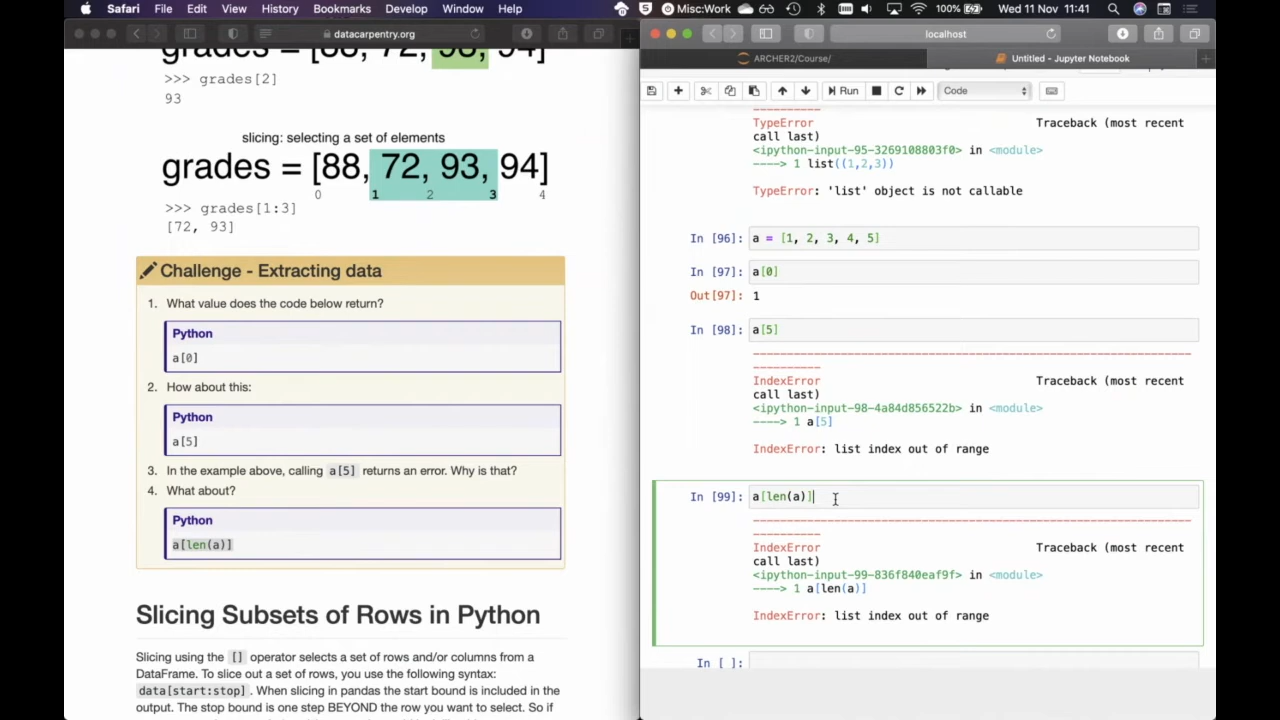 Safari File Edit View History Bookmarks Develop Window Help Misc:Work 100% Wed 11 Nov 11:41
datacarpentry.org
grades = [88, 72, 93, 94]
>>> grades[2]
93
slicing: selecting a set of elements
grades = [88, 72, 93, 94]
0 1 2 3 4
>>> grades[1:3]
[72, 93]
Challenge - Extracting data
1. What value does the code below return?
Python
a[0]
2. How about this:
Python
a[5]
3. In the example above, calling a[5] returns an error. Why is that?
4. What about?
Python
a[len(a)]
Slicing Subsets of Rows in Python
Slicing using the [] operator selects a set of rows and/or columns from a
DataFrame. To slice out a set of rows, you use the following syntax:
data[start:stop]. When slicing in pandas the start bound is included in the
output. The stop bound is one step BEYOND the row you want to select. So if
localhost
ARCHER2/Course/ Untitled - Jupyter Notebook
Run Code
TypeError Traceback (most recent
call last)
<ipython-input-95-3269108803f0> in <module>
----> 1 list((1,2,3))
TypeError: 'list' object is not callable
In [96]: a = [1, 2, 3, 4, 5]
In [97]: a[0]
Out[97]: 1
In [98]: a[5]
IndexError Traceback (most recent
call last)
<ipython-input-98-4a84d856522b> in <module>
----> 1 a[5]
IndexError: list index out of range
In [99]: a[len(a)]
IndexError Traceback (most recent
call last)
<ipython-input-99-836f840eaf9f> in <module>
----> 1 a[len(a)]
IndexError: list index out of range
In [ ]: